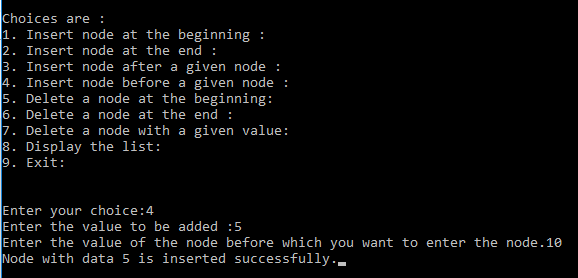 Choices are :
1. Insert node at the beginning :
2. Insert node at the end :
3. Insert node after a given node :
4. Insert node before a given node :
5. Delete a node at the beginning:
6. Delete a node at the end :
7. Delete a node with a given value:
8. Display the list:
9. Exit:
Enter your choice:4
Enter the value to be added :5
Enter the value of the node before which you want to enter the node.10
Node with data 5 is inserted successfully.